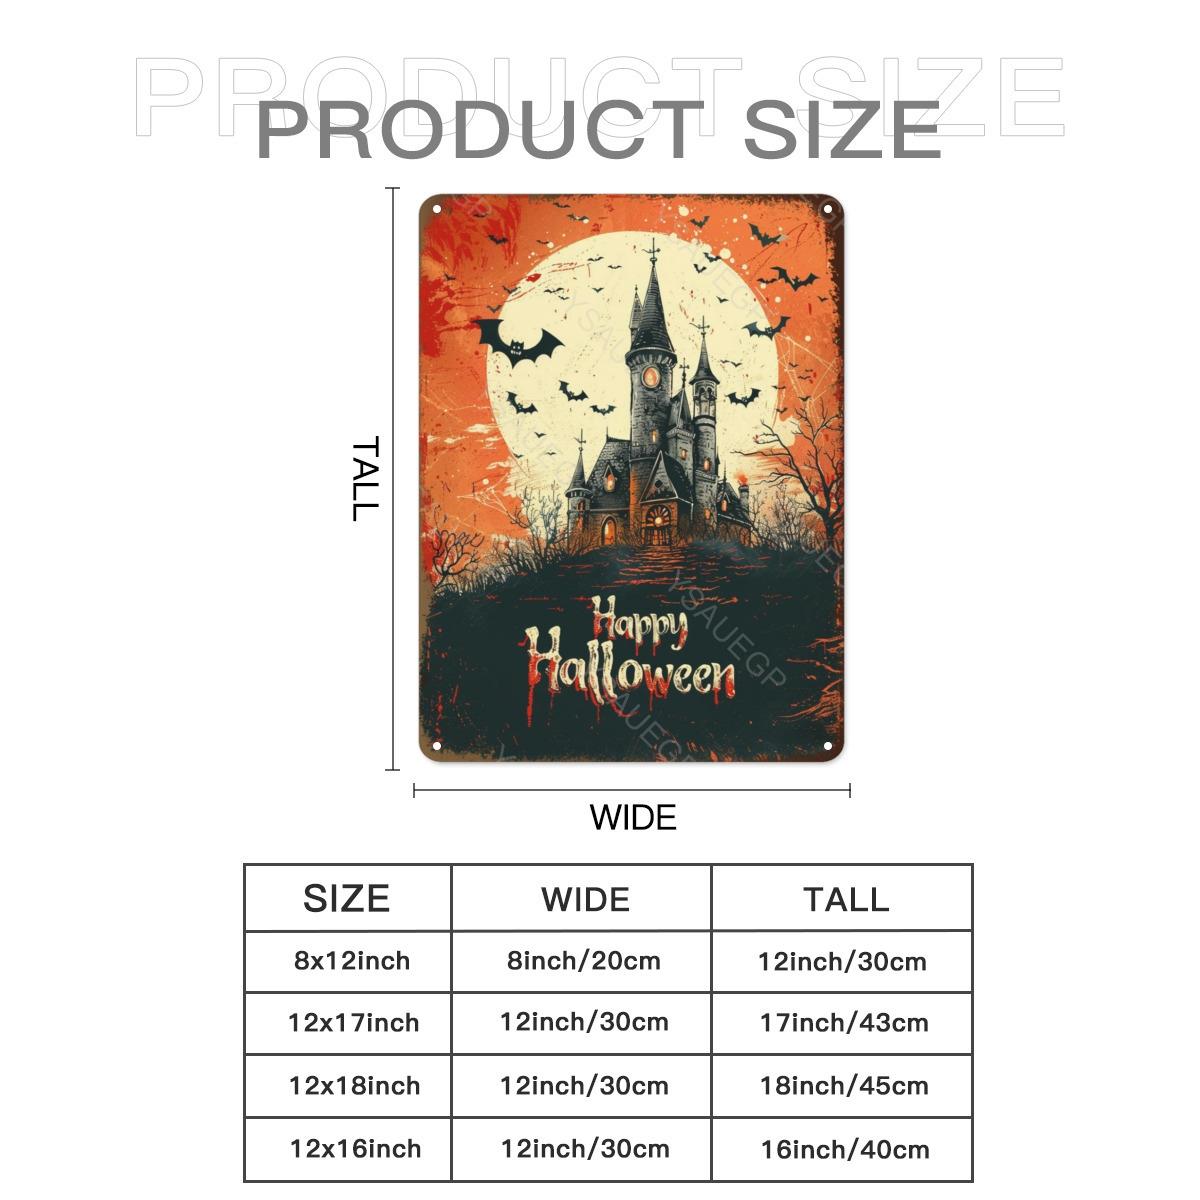 PRODUCT SIZE
PRODUCT SIZE
TALL
YSAUEGP
Happy
Halloween
WIDE
SIZE WIDE TALL
8x12inch 8inch/20cm 12inch/30cm
12x17inch 12inch/30cm 17inch/43cm
12x18inch 12inch/30cm 18inch/45cm
12x16inch 12inch/30cm 16inch/40cm